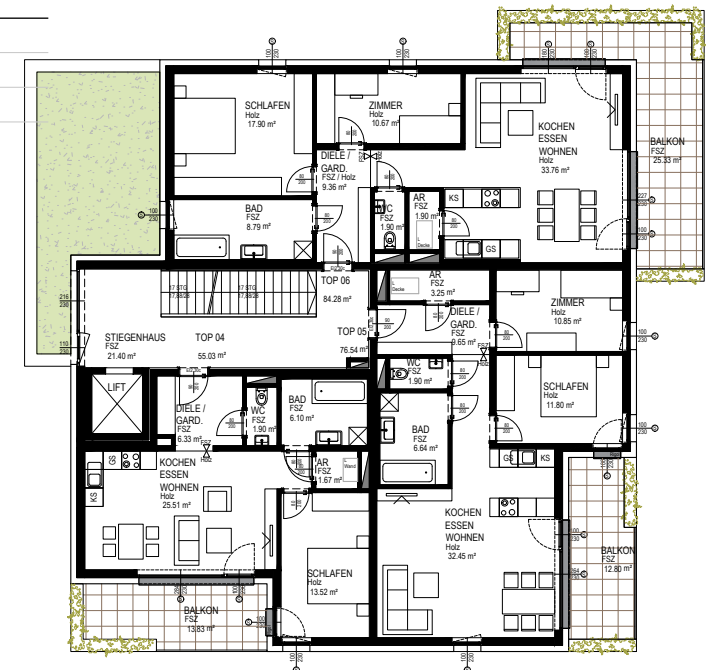 SCHLAFEN
Holz
17.90 m²
ZIMMER
Holz
10.67 m²
KOCHEN
ESSEN
WOHNEN
Holz
33.76 m²
BALKON
FSZ
25.33 m²
DIELE /
GARD.
FSZ / Holz
9.36 m²
BAD
FSZ
8.79 m²
WC
FSZ
1.90 m²
AR
FSZ
1.90 m²
KS
GS
TOP 06
84.28 m²
AR
FSZ
3.25 m²
17 STG
17 STG
STIEGENHAUS
FSZ
21.40 m²
TOP 04
55.03 m²
TOP 05
76.54 m²
DIELE /
GARD.
FSZ
9.65 m²
ZIMMER
Holz
10.85 m²
LIFT
DIELE /
GARD.
FSZ
6.33 m²
WC
FSZ
1.90 m²
BAD
FSZ
6.10 m²
WC
FSZ
1.90 m²
BAD
FSZ
6.64 m²
SCHLAFEN
Holz
11.80 m²
GS
KS
KOCHEN
ESSEN
WOHNEN
Holz
25.51 m²
AR
FSZ
1.67 m²
Wand
GS
KS
KOCHEN
ESSEN
WOHNEN
Holz
32.45 m²
BALKON
FSZ
12.80 m²
SCHLAFEN
Holz
13.52 m²
BALKON
FSZ
13.83 m²